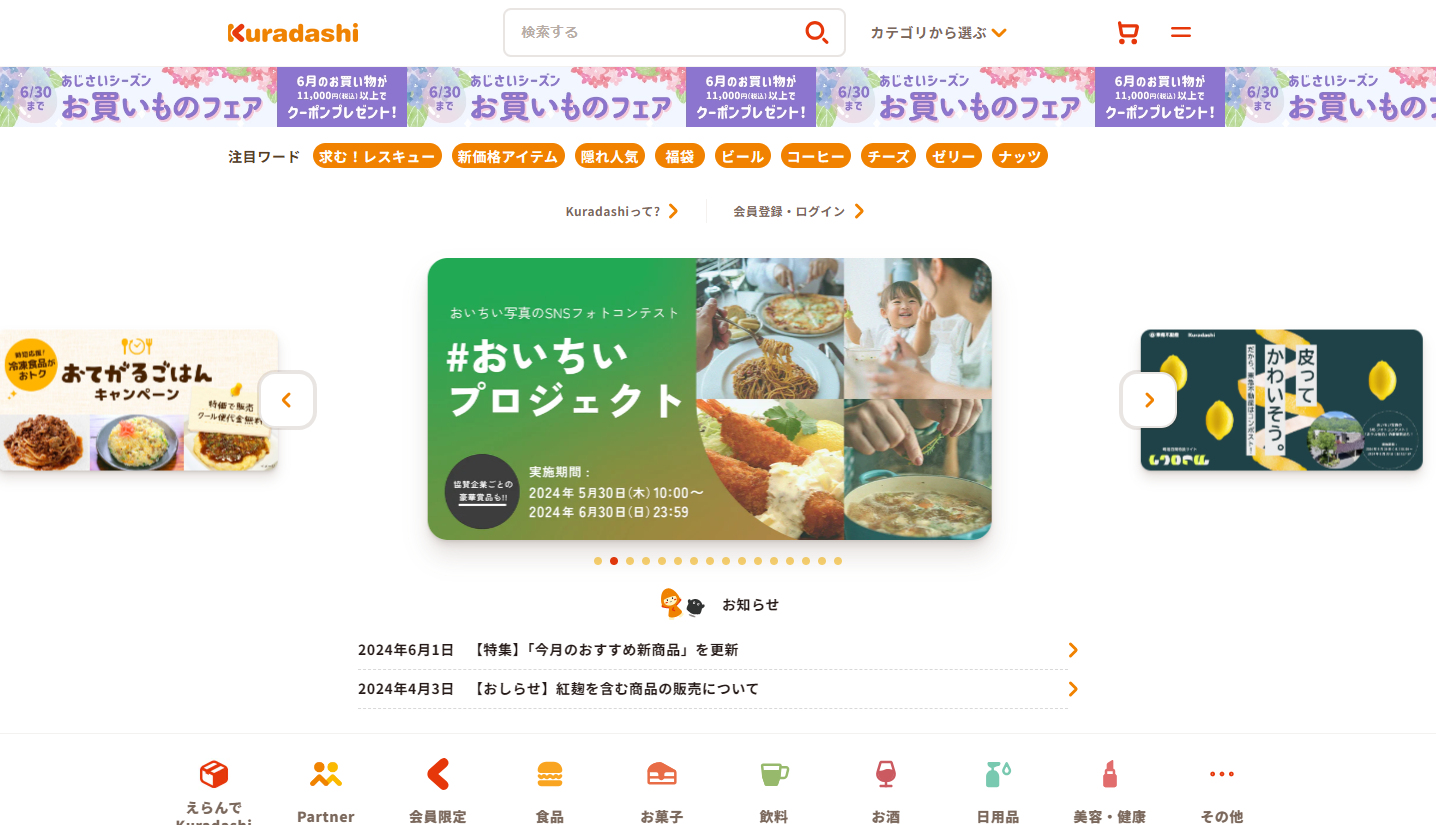 Kuradashi
検索する
カテゴリから選ぶ
6/30
まで
あじさいシーズン
お買いものフェア
6月のお買い物が
11,000円(税込)以上で
クーポンプレゼント!
6/30
まで
あじさいシーズン
お買いものフェア
6月のお買い物が
11,000円(税込)以上で
クーポンプレゼント!
6/30
まで
あじさいシーズン
お買いものフェア
6月のお買い物が
11,000円(税込)以上で
クーポンプレゼント!
6/30
まで
あじさいシーズン
お買いものフェ
注目ワード
求む!レスキュー
新価格アイテム
隠れ人気
福袋
ビール
コーヒー
チーズ
ゼリー
ナッツ
Kuradashiって?
会員登録・ログイン
冷凍食品が
おトク
おてがるごはん
キャンペーン
特価で販売
クール便代金無料
おいちい写真のSNSフォトコンテスト
#おいちい
プロジェクト
協賛企業ごとの
豪華賞品も!!
実施期間:
2024年 5月30日(木)10:00〜
2024年 6月30日(日)23:59
Kuradashi
皮って
かわいそう。
だから、東急不動産はコンポスト!
お知らせ
2024年6月1日 【特集】「今月のおすすめ新商品」を更新
2024年4月3日 【おしらせ】紅麹を含む商品の販売について
えらんで
Kuradashi
Partner
会員限定
食品
お菓子
飲料
お酒
日用品
美容・健康
その他